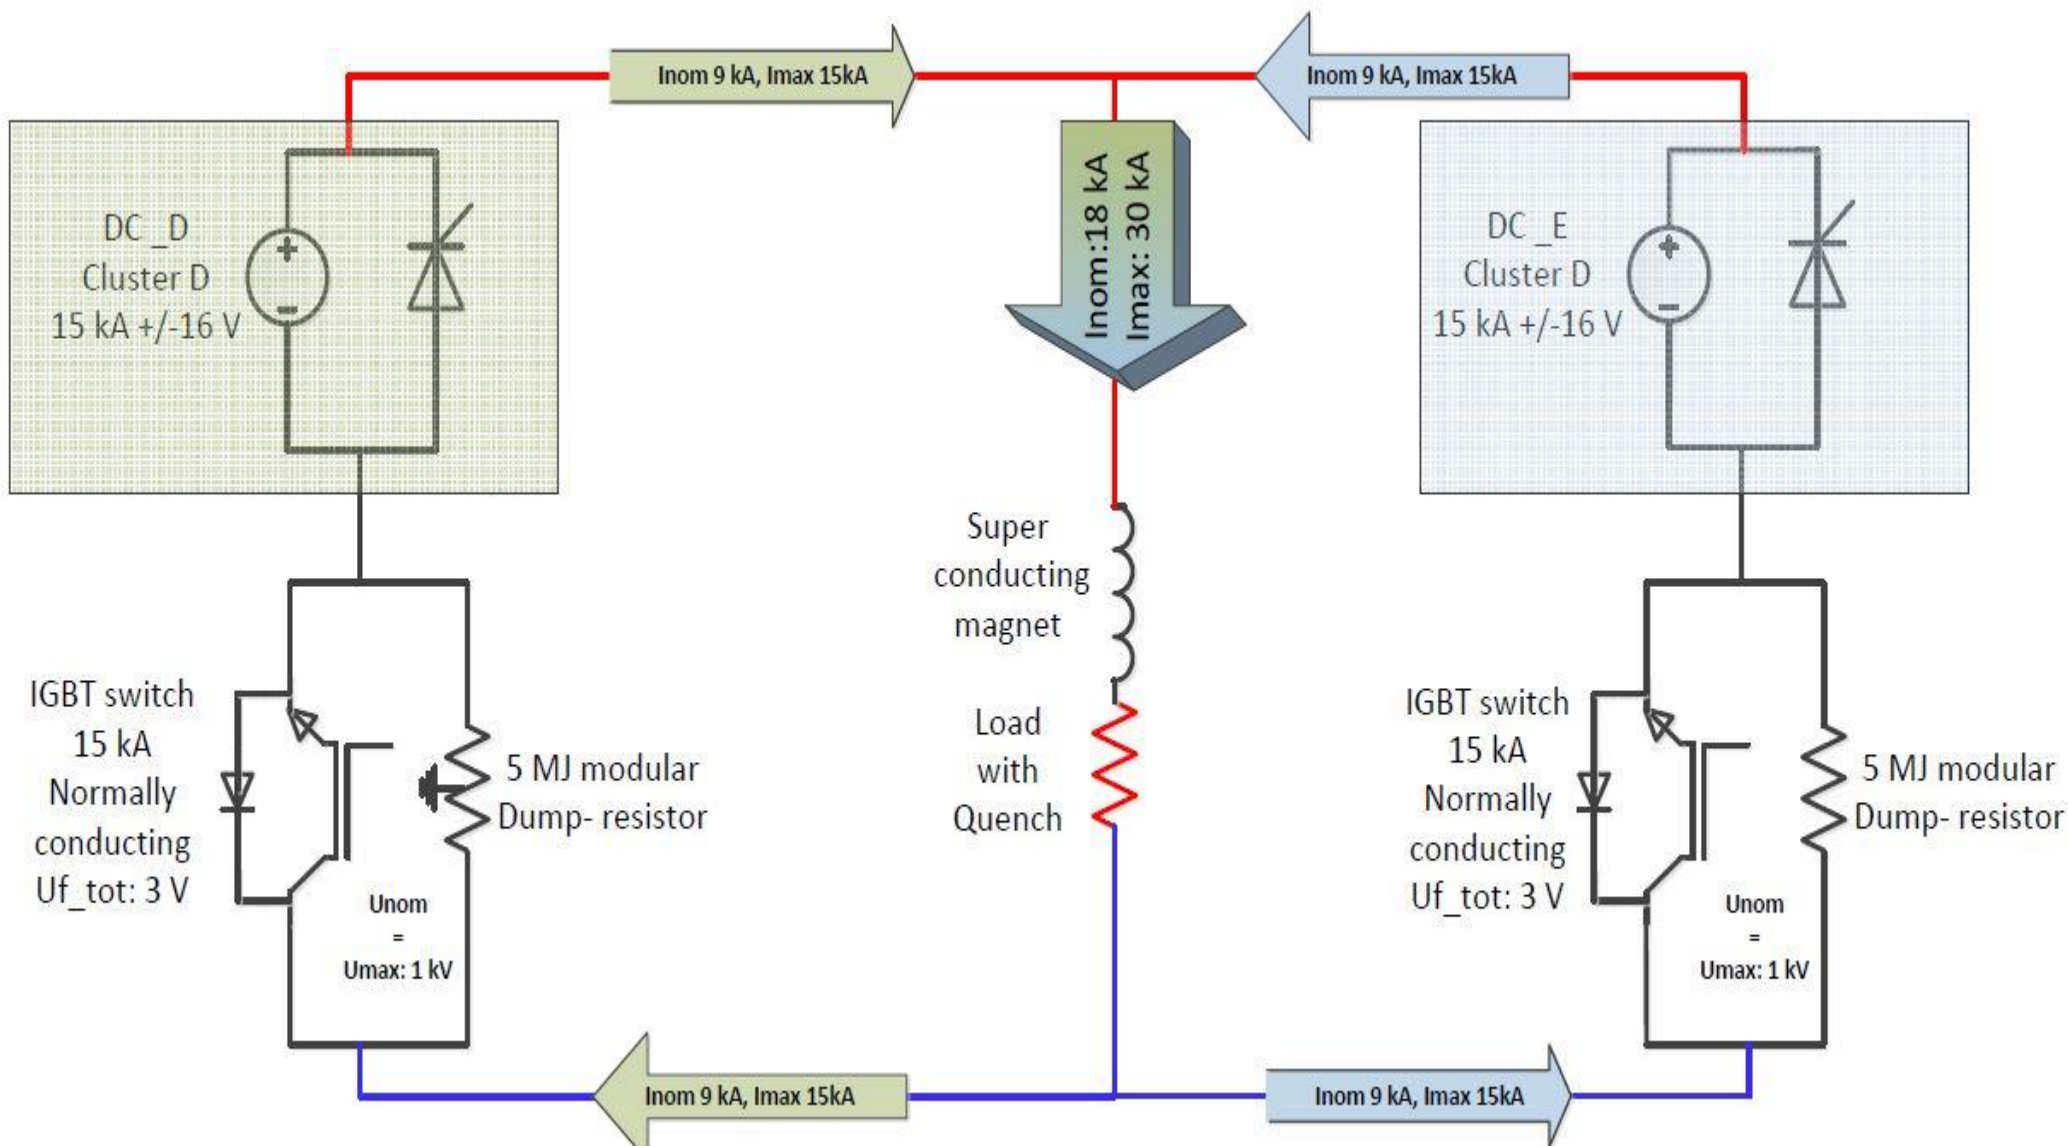 Inom 9 kA, Imax 15kA
Inom 9 kA, Imax 15kA
DC _D
Cluster D
15 kA +/-16 V
Inom:18 kA
Imax: 30 kA
DC _E
Cluster D
15 kA +/-16 V
Super
conducting
magnet
Load
with
Quench
IGBT switch
15 kA
Normally
conducting
Uf_tot: 3 V
5 MJ modular
Dump- resistor
Unom
=
Umax: 1 kV
IGBT switch
15 kA
Normally
conducting
Uf_tot: 3 V
5 MJ modular
Dump- resistor
Unom
=
Umax: 1 kV
Inom 9 kA, Imax 15kA
Inom 9 kA, Imax 15kA